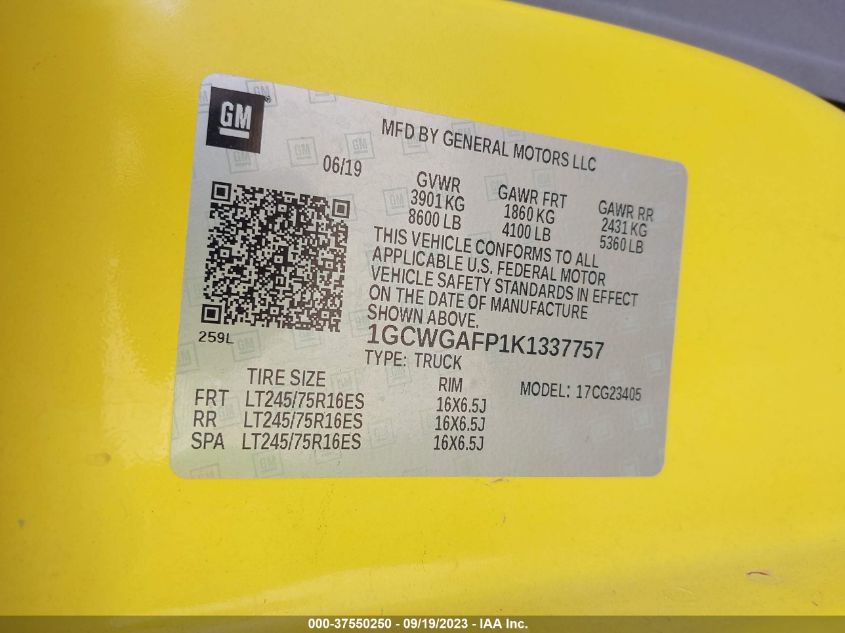 GM
®
MFD BY GENERAL MOTORS LLC
06/19
GVWR GAWR FRT GAWR RR
3901 KG 1860 KG 2431 KG
8600 LB 4100 LB 5360 LB
THIS VEHICLE CONFORMS TO ALL
APPLICABLE U.S. FEDERAL MOTOR
VEHICLE SAFETY STANDARDS IN EFFECT
ON THE DATE OF MANUFACTURE
SHOWN ABOVE.
259L
1GCWGAFP1K1337757
TYPE: TRUCK
TIRE SIZE RIM MODEL: 17CG23405
FRT LT245/75R16ES 16X6.5J
RR LT245/75R16ES 16X6.5J
SPA LT245/75R16ES 16X6.5J
000-37550250 - 09/19/2023 - IAA Inc.